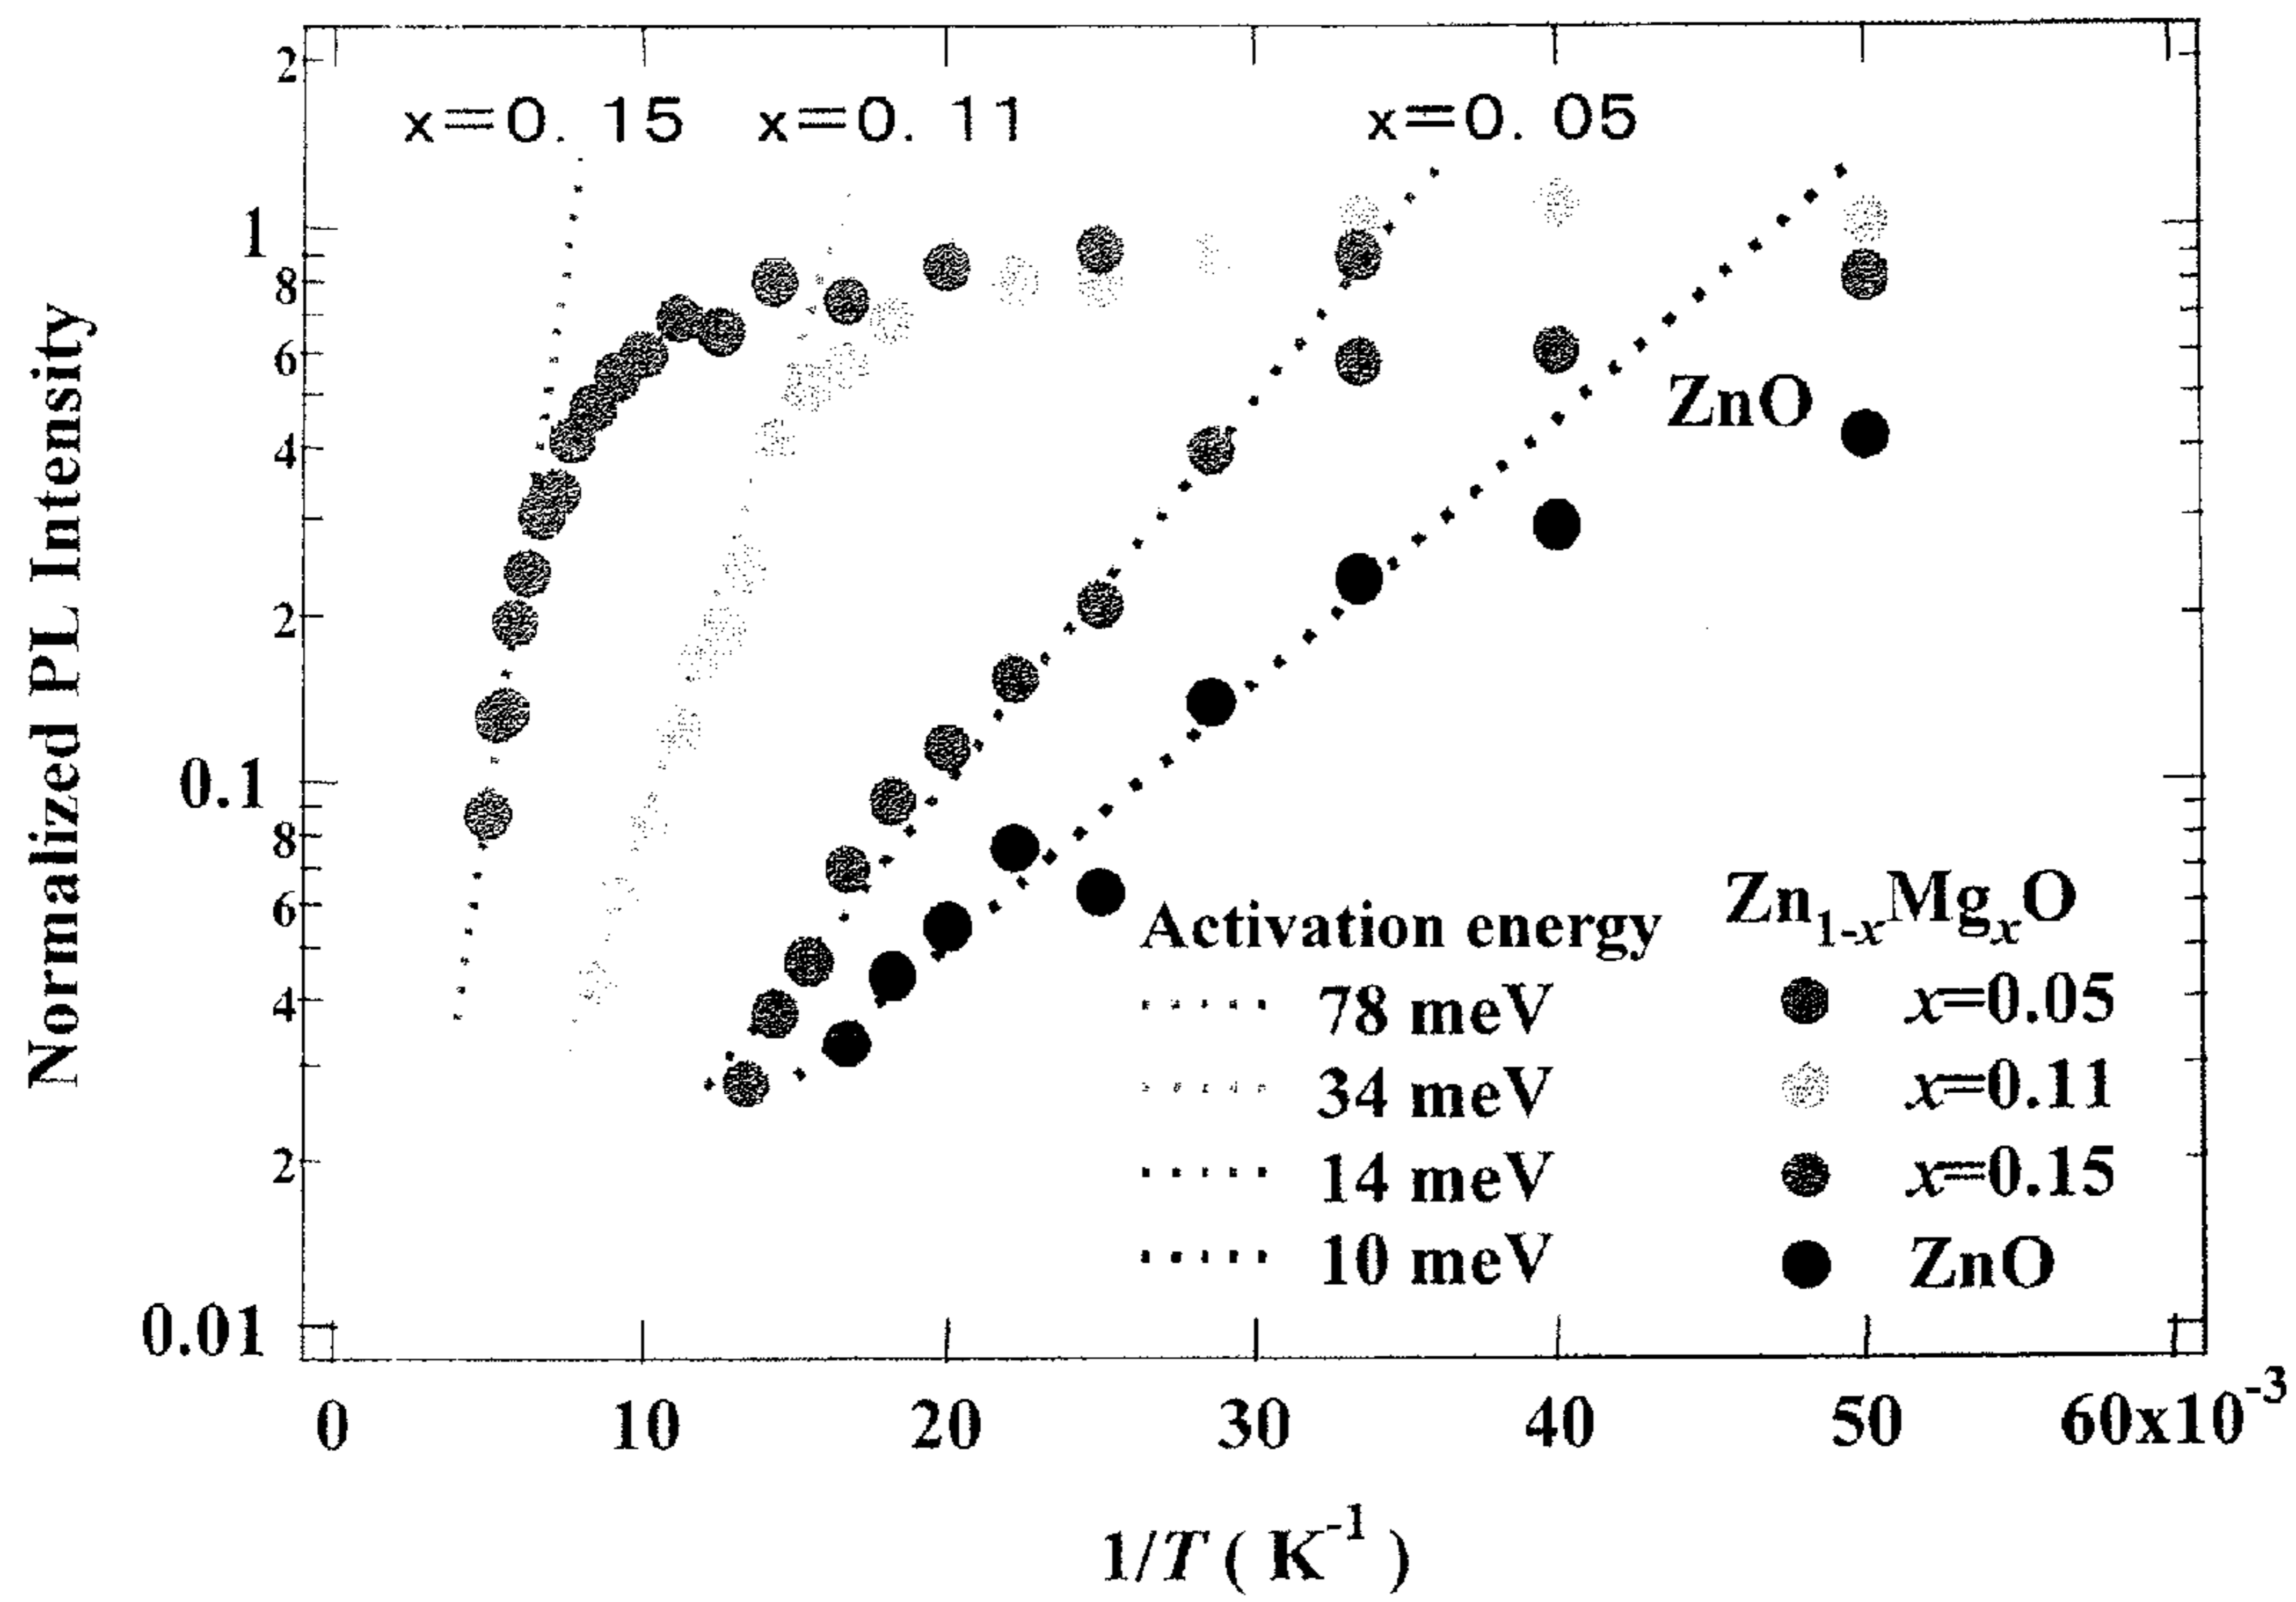 2
x=0. 15 x=0. 11 x=0. 05
1
8
6
4
2
0.1
8
6
4
2
0.01
Normalized PL Intensity
ZnO
Activation energy
78 meV
34 meV
14 meV
10 meV
Zn1-xMgxO
x=0.05
x=0.11
x=0.15
ZnO
0 10 20 30 40 50 60x10-3
1/T ( K-1 )